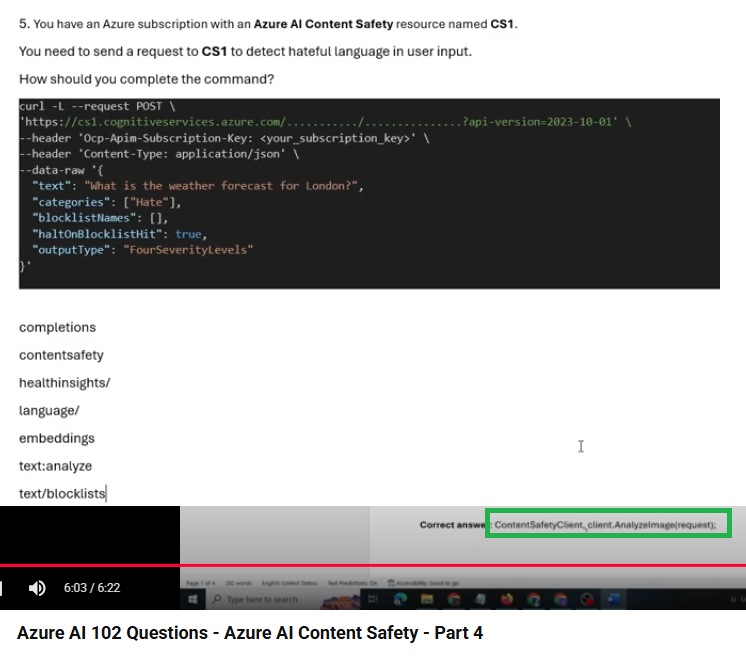 5. You have an Azure subscription with an Azure AI Content Safety resource named CS1.
You need to send a request to CS1 to detect hateful language in user input.
How should you complete the command?
curl -L --request POST \
'https://cs1.cognitiveservices.azure.com/.........../...............?api-version=2023-10-01' \
--header 'Ocp-Apim-Subscription-Key: <your_subscription_key>' \
--header 'Content-Type: application/json' \
--data-raw '{
"text": "What is the weather forecast for London?",
"categories": ["Hate"],
"blocklistNames": [],
"haltOnBlocklistHit": true,
"outputType": "FourSeverityLevels"
}'
completions
contentsafety
healthinsights/
language/
embeddings
text:analyze
text/blocklists
Correct answer: ContentSafetyClient, client.AnalyzeImage(request);
6:03 / 6:22
Page 1 of 4 282 words English (United States) Text Predictions: On Accessibility: Good to go
Type here to search
Azure AI 102 Questions - Azure AI Content Safety - Part 4